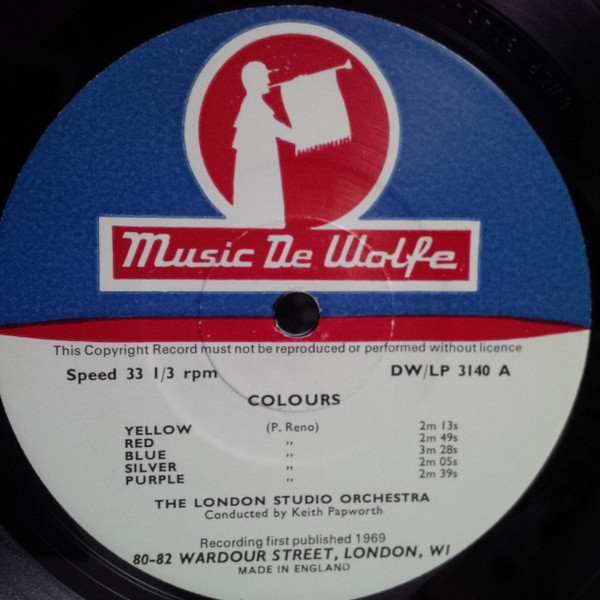 Music De Wolfe
This Copyright Record must not be reproduced or performed without licence
Speed 33 1/3 rpm DW/LP 3140 A
COLOURS
YELLOW (P. Reno) 2m 13s
RED " 2m 49s
BLUE " 3m 28s
SILVER " 2m 05s
PURPLE " 2m 39s
THE LONDON STUDIO ORCHESTRA
Conducted by Keith Papworth
Recording first published 1969
80-82 WARDOUR STREET, LONDON, WI
MADE IN ENGLAND